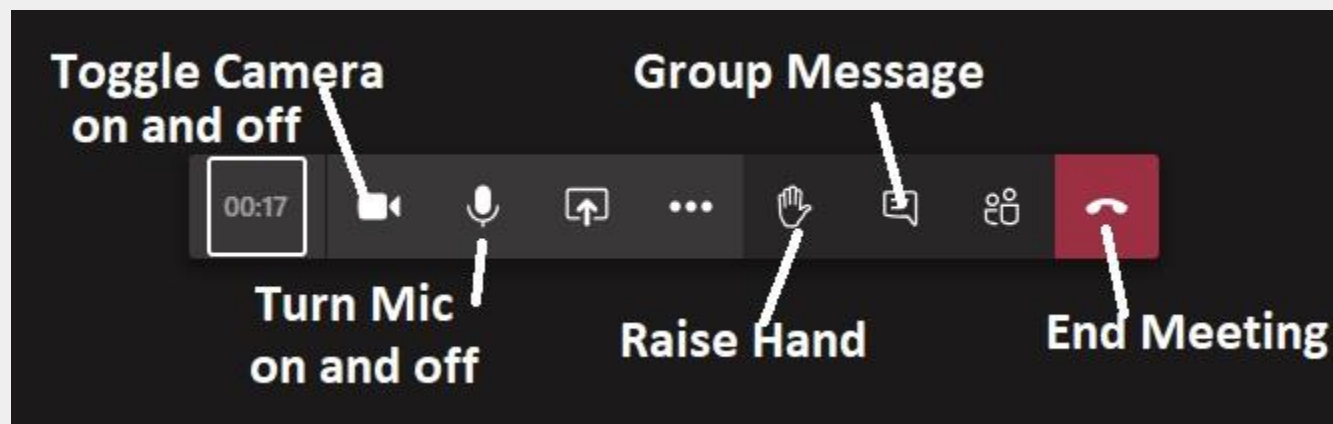 Toggle Camera
on and off
Group Message
00:17
Turn Mic
on and off
Raise Hand
End Meeting